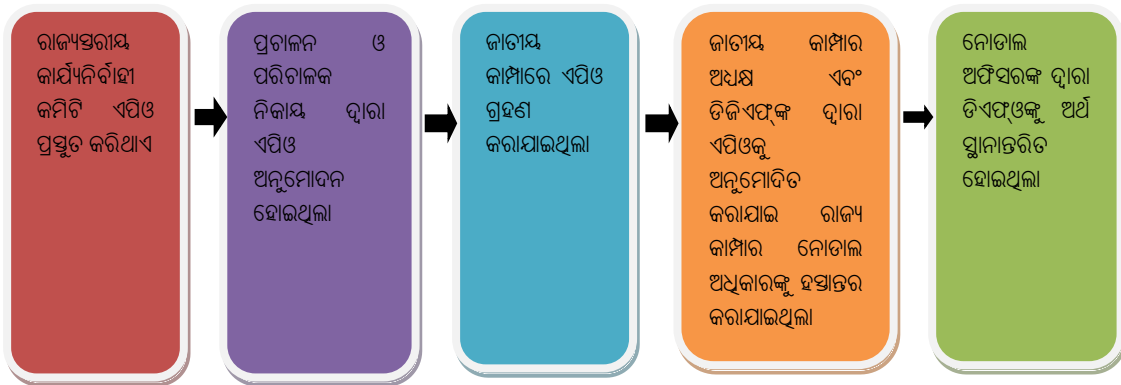 ରାଜ୍ୟସ୍ତରୀୟ
କାର୍ଯ୍ୟନିର୍ବାହୀ
କମିଟି ଏପିଓ
ପ୍ରସ୍ତୁତ କରିଥାଏ
ପ୍ରଚାଳନ ଓ
ପରିଚାଳକ
ନିକାୟ ଦ୍ୱାରା
ଏପିଓ
ଅନୁମୋଦନ
ହୋଇଥିଲା
ଜାତୀୟ
କାମ୍ପାରେ ଏପିଓ
ଗ୍ରହଣ
କରାଯାଇଥିଲା
ଜାତୀୟ କାମ୍ପାର
ଅଧ୍ୟକ୍ଷ ଏବଂ
ଡିଜିଏଫ୍‌ଙ୍କ ଦ୍ୱାରା
ଏପିଓକୁ
ଅନୁମୋଦିତ
କରାଯାଇ ରାଜ୍ୟ
କାମ୍ପାର ନୋଡାଲ
ଅଧିକାରଙ୍କୁ ହସ୍ତାନ୍ତର
କରାଯାଇଥିଲା
ନୋଡାଲ
ଅଫିସରଙ୍କ ଦ୍ୱାରା
ଡିଏଫ୍‌ଓଙ୍କୁ ଅର୍ଥ
ସ୍ଥାନାନ୍ତରିତ
ହୋଇଥିଲା